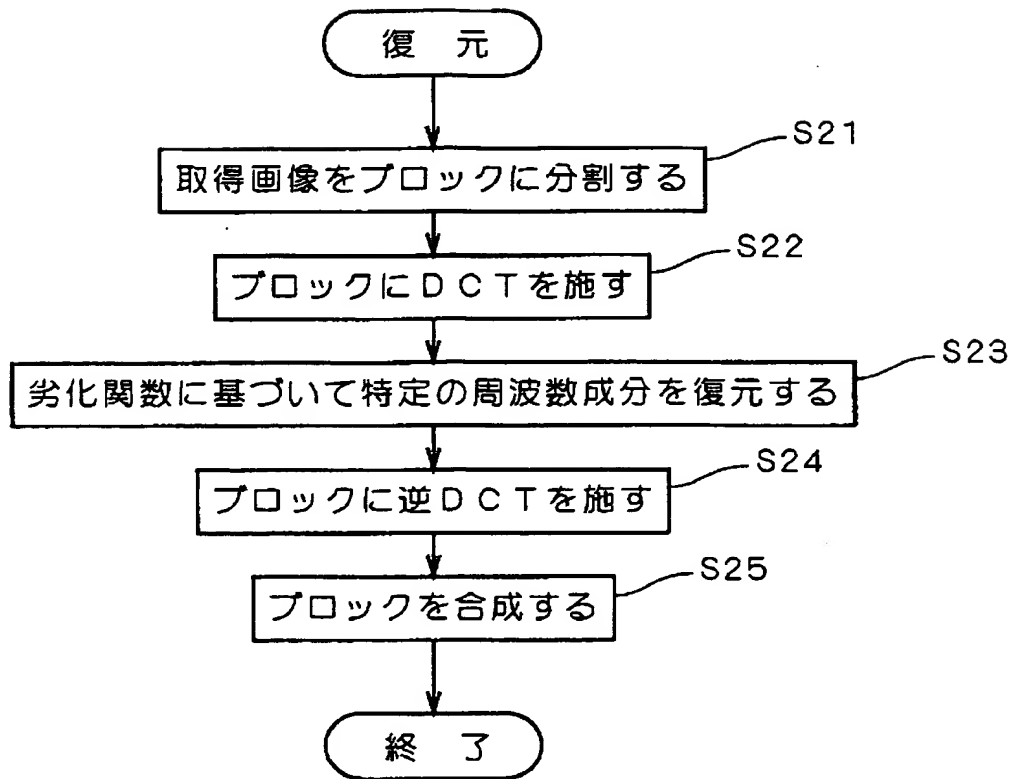 復 元
S21
取得画像をブロックに分割する
S22
ブロックにDCTを施す
S23
劣化関数に基づいて特定の周波数成分を復元する
S24
ブロックに逆DCTを施す
S25
ブロックを合成する
終 了